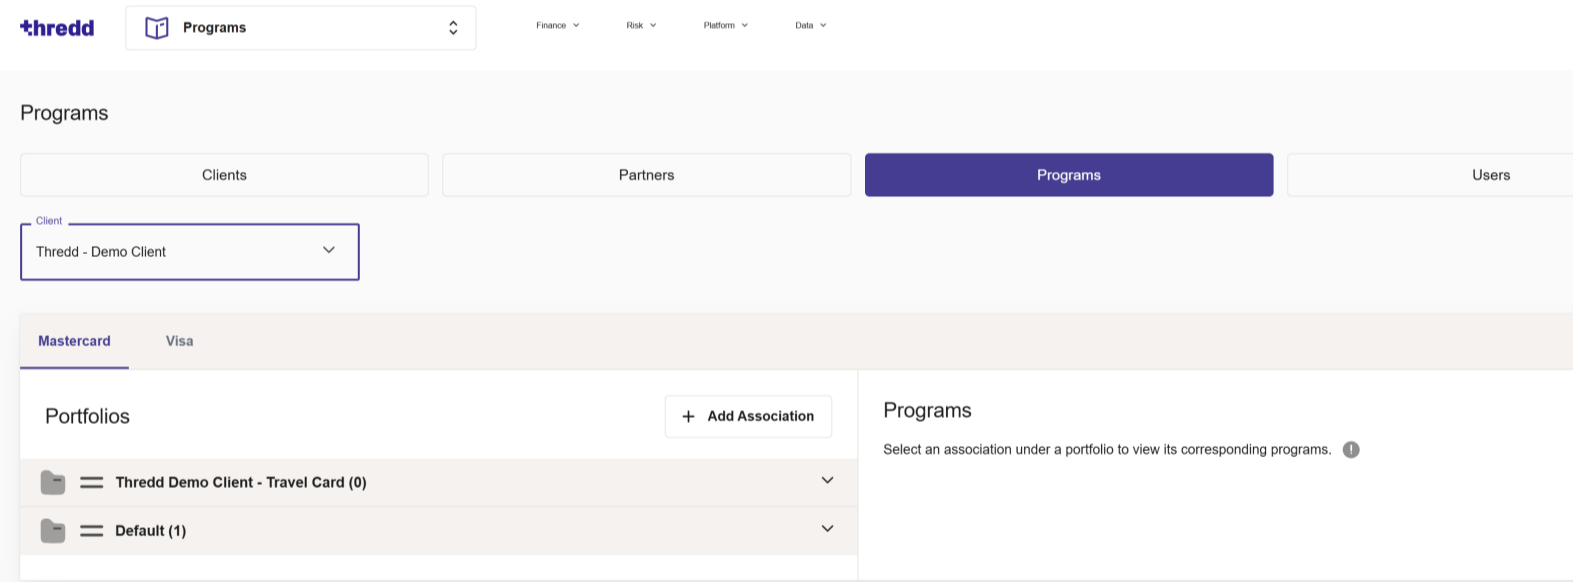 thredd
Programs
Finance
Risk
Platform
Data
Programs
Clients
Partners
Programs
Users
Client
Thredd - Demo Client
Mastercard
Visa
Portfolios
+ Add Association
Thredd Demo Client - Travel Card (0)
Default (1)
Programs
Select an association under a portfolio to view its corresponding programs.